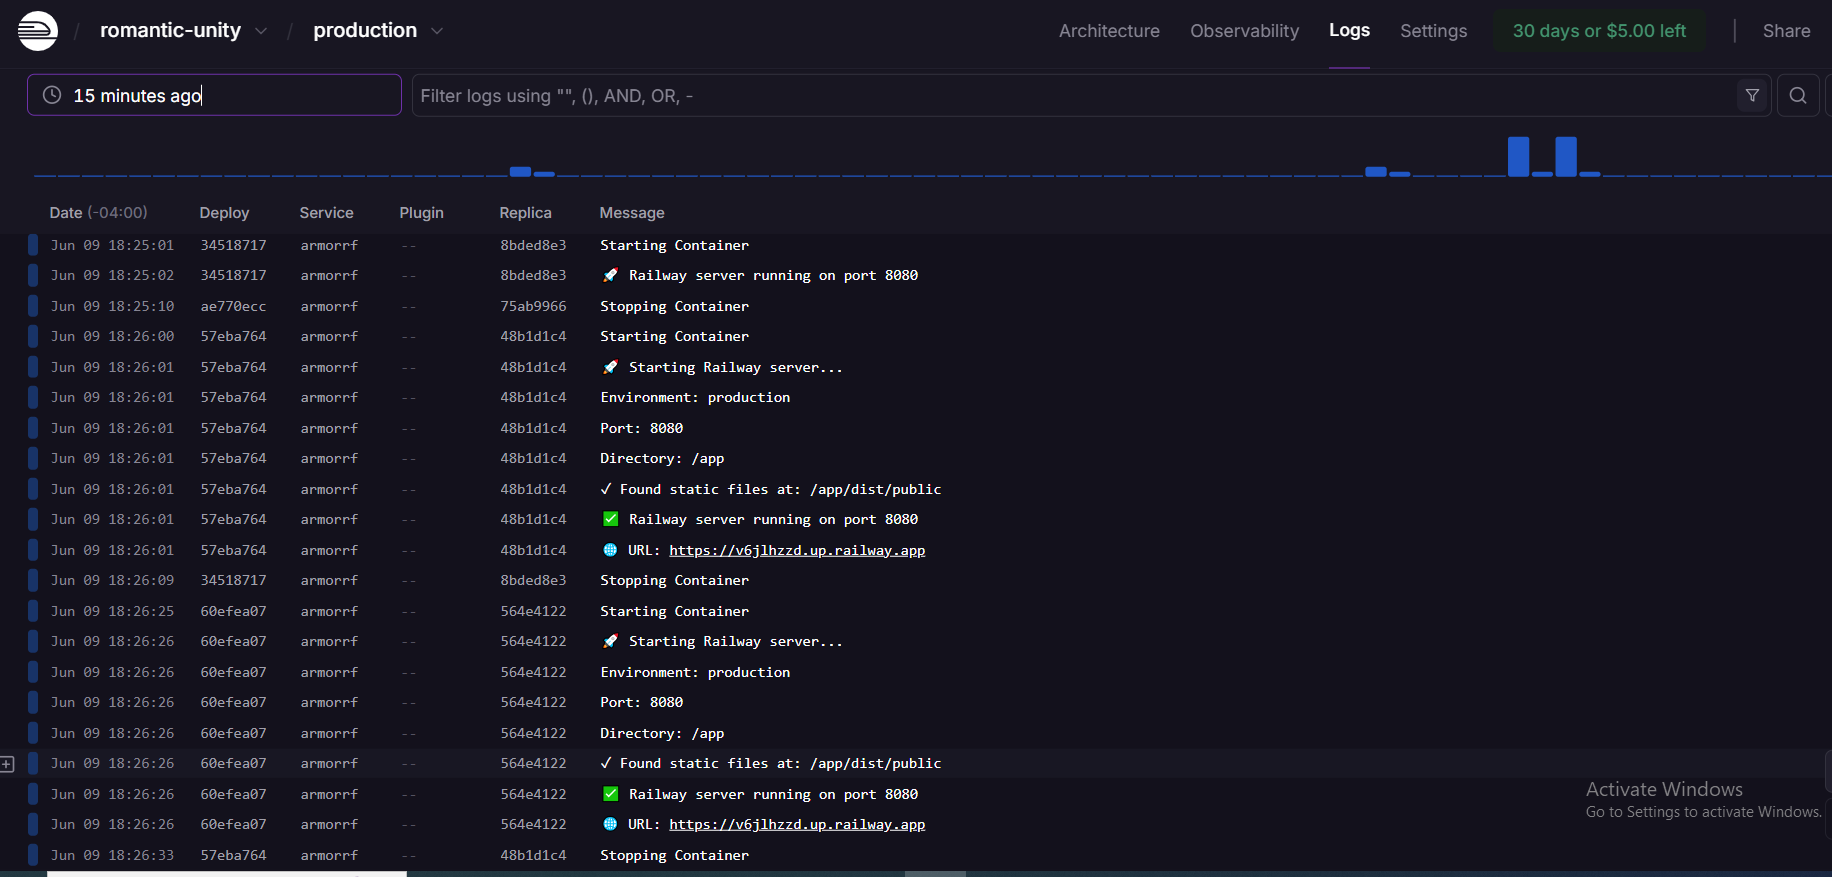 / romantic-unity / production Architecture Observability Logs Settings 30 days or $5.00 left | Share
15 minutes ago Filter logs using "", (), AND, OR, -
Date (-04:00) Deploy Service Plugin Replica Message
Jun 09 18:25:01 34518717 armorrf -- 8bded8e3 Starting Container
Jun 09 18:25:02 34518717 armorrf -- 8bded8e3 🚀 Railway server running on port 8080
Jun 09 18:25:10 ae770ecc armorrf -- 75ab9966 Stopping Container
Jun 09 18:26:00 57eba764 armorrf -- 48b1d1c4 Starting Container
Jun 09 18:26:01 57eba764 armorrf -- 48b1d1c4 🚀 Starting Railway server...
Jun 09 18:26:01 57eba764 armorrf -- 48b1d1c4 Environment: production
Jun 09 18:26:01 57eba764 armorrf -- 48b1d1c4 Port: 8080
Jun 09 18:26:01 57eba764 armorrf -- 48b1d1c4 Directory: /app
Jun 09 18:26:01 57eba764 armorrf -- 48b1d1c4 ✓ Found static files at: /app/dist/public
Jun 09 18:26:01 57eba764 armorrf -- 48b1d1c4 ✅ Railway server running on port 8080
Jun 09 18:26:01 57eba764 armorrf -- 48b1d1c4 🌐 URL: https://v6jlhzzd.up.railway.app
Jun 09 18:26:09 34518717 armorrf -- 8bded8e3 Stopping Container
Jun 09 18:26:25 60efea07 armorrf -- 564e4122 Starting Container
Jun 09 18:26:26 60efea07 armorrf -- 564e4122 🚀 Starting Railway server...
Jun 09 18:26:26 60efea07 armorrf -- 564e4122 Environment: production
Jun 09 18:26:26 60efea07 armorrf -- 564e4122 Port: 8080
Jun 09 18:26:26 60efea07 armorrf -- 564e4122 Directory: /app
Jun 09 18:26:26 60efea07 armorrf -- 564e4122 ✓ Found static files at: /app/dist/public
Jun 09 18:26:26 60efea07 armorrf -- 564e4122 ✅ Railway server running on port 8080
Jun 09 18:26:26 60efea07 armorrf -- 564e4122 🌐 URL: https://v6jlhzzd.up.railway.app
Jun 09 18:26:33 57eba764 armorrf -- 48b1d1c4 Stopping Container
Activate Windows
Go to Settings to activate Windows.